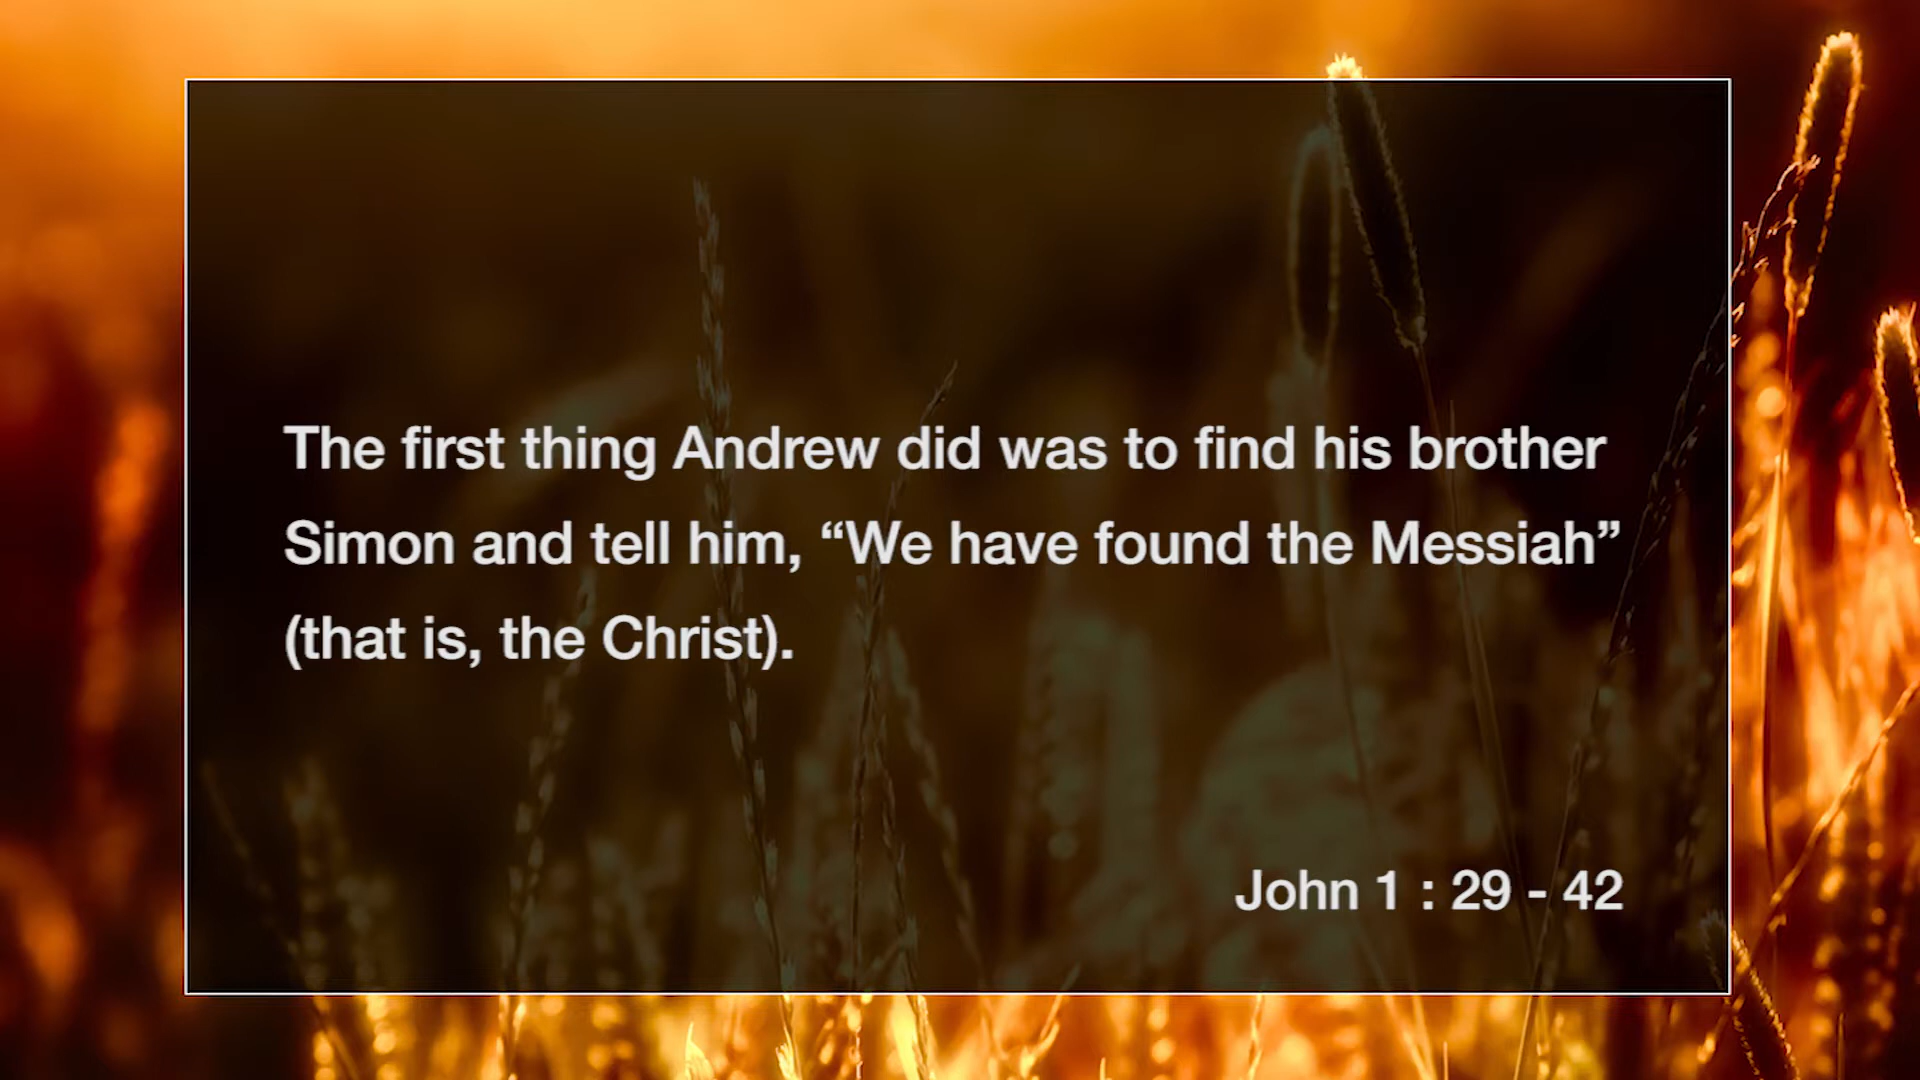 The first thing Andrew did was to find his brother
Simon and tell him, “We have found the Messiah”
(that is, the Christ).
John 1 : 29 - 42